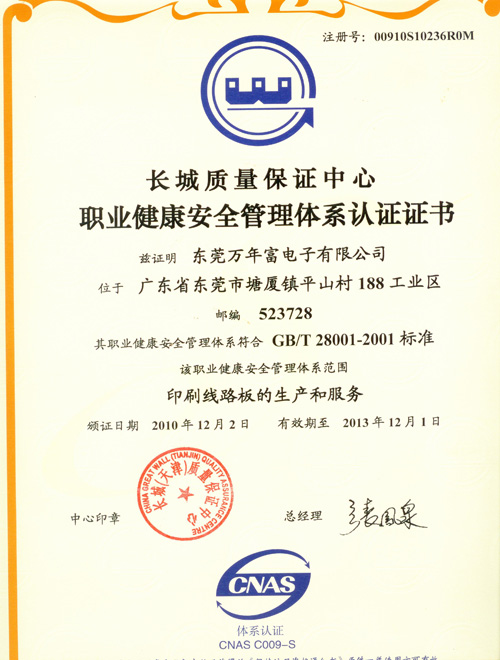 注册号: 00910S10236R0M
长城质量保证中心
职业健康安全管理体系认证证书
兹证明 东莞万年富电子有限公司
位于 广东省东莞市塘厦镇平山村 188 工业区
邮编 523728
其职业健康安全管理体系符合 GB/T 28001-2001 标准
该职业健康安全管理体系范围
印刷线路板的生产和服务
颁证日期 2010 年 12 月 2 日 有效期至 2013 年 12 月 1 日
CHINA GREAT WALL (TIANJIN) QUALITY ASSURANCE CENTRE
长城(天津)质量保证中心
中心印章
总经理
CNAS
体系认证
CNAS C009-S